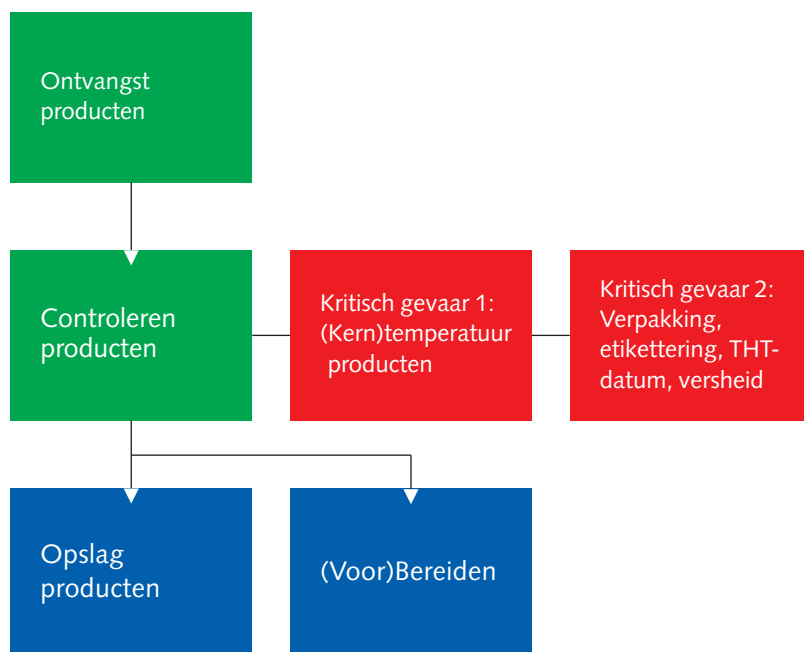 Ontvangst
producten
Controleren
producten
Kritisch gevaar 1:
(Kern)temperatuur
producten
Kritisch gevaar 2:
Verpakking,
etikettering, THT-
datum, versheid
Opslag
producten
(Voor)Bereiden